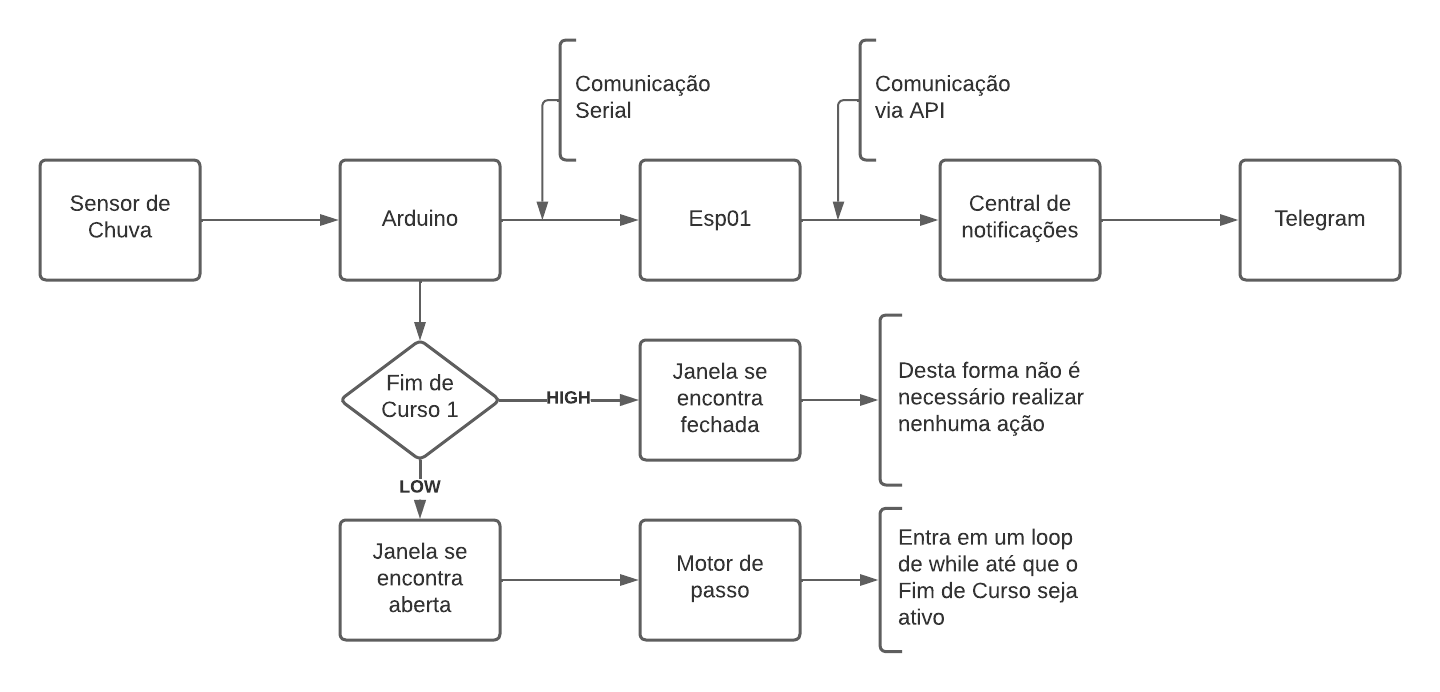 Comunicação
Serial
Comunicação
via API
Sensor de
Chuva
Arduino
Esp01
Central de
notificações
Telegram
Fim de
Curso 1
HIGH
Janela se
encontra
fechada
Desta forma não é
necessário realizar
nenhuma ação
LOW
Janela se
encontra
aberta
Motor de
passo
Entra em um loop
de while até que o
Fim de Curso seja
ativo